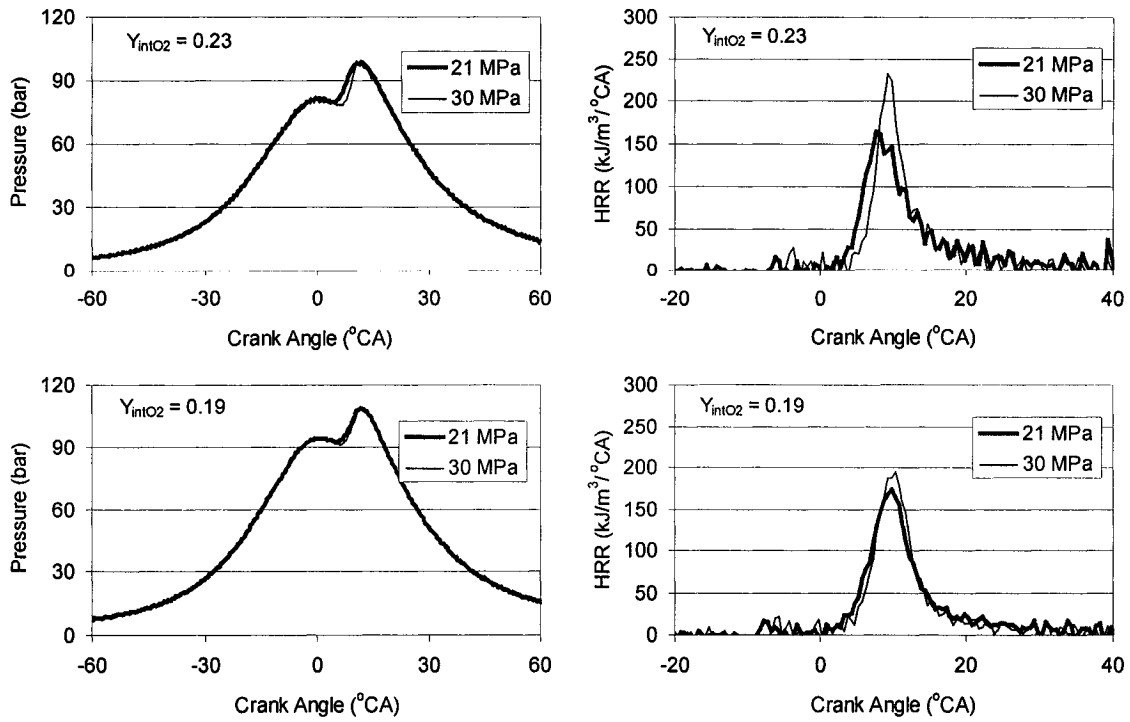 120
90
60
30
0
Pressure (bar)
Y_intO2 = 0.23
21 MPa
30 MPa
-60 -30 0 30 60
Crank Angle (°CA)
300
250
200
150
100
50
0
HRR (kJ/m³/°CA)
Y_intO2 = 0.23
21 MPa
30 MPa
-20 0 20 40
Crank Angle (°CA)
120
90
60
30
0
Pressure (bar)
Y_intO2 = 0.19
21 MPa
30 MPa
-60 -30 0 30 60
Crank Angle (°CA)
300
250
200
150
100
50
0
HRR (kJ/m³/°CA)
Y_intO2 = 0.19
21 MPa
30 MPa
-20 0 20 40
Crank Angle (°CA)